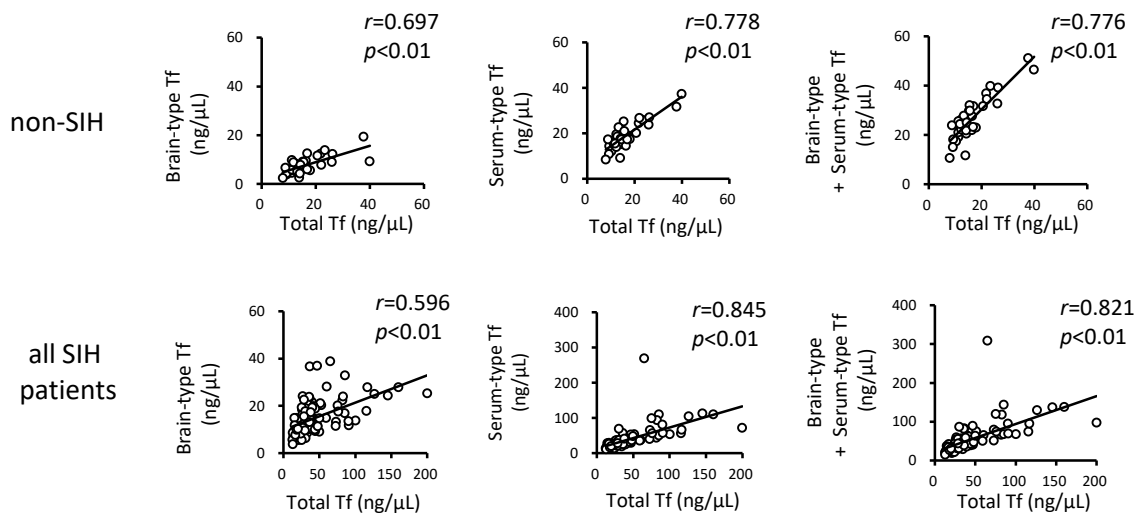 non-SIH
Brain-type Tf
(ng/µL)
60
40
20
0
0 20 40 60
Total Tf (ng/µL)
r=0.697
p<0.01
Serum-type Tf
(ng/µL)
60
40
20
0
0 20 40 60
Total Tf (ng/µL)
r=0.778
p<0.01
Brain-type
+ Serum-type Tf
(ng/µL)
60
40
20
0
0 20 40 60
Total Tf (ng/µL)
r=0.776
p<0.01
all SIH
patients
Brain-type Tf
(ng/µL)
60
40
20
0
0 50 100 150 200
Total Tf (ng/µL)
r=0.596
p<0.01
Serum-type Tf
(ng/µL)
400
300
200
100
0
0 50 100 150 200
Total Tf (ng/µL)
r=0.845
p<0.01
Brain-type
+ Serum-type Tf
(ng/µL)
400
300
200
100
0
0 50 100 150 200
Total Tf (ng/µL)
r=0.821
p<0.01